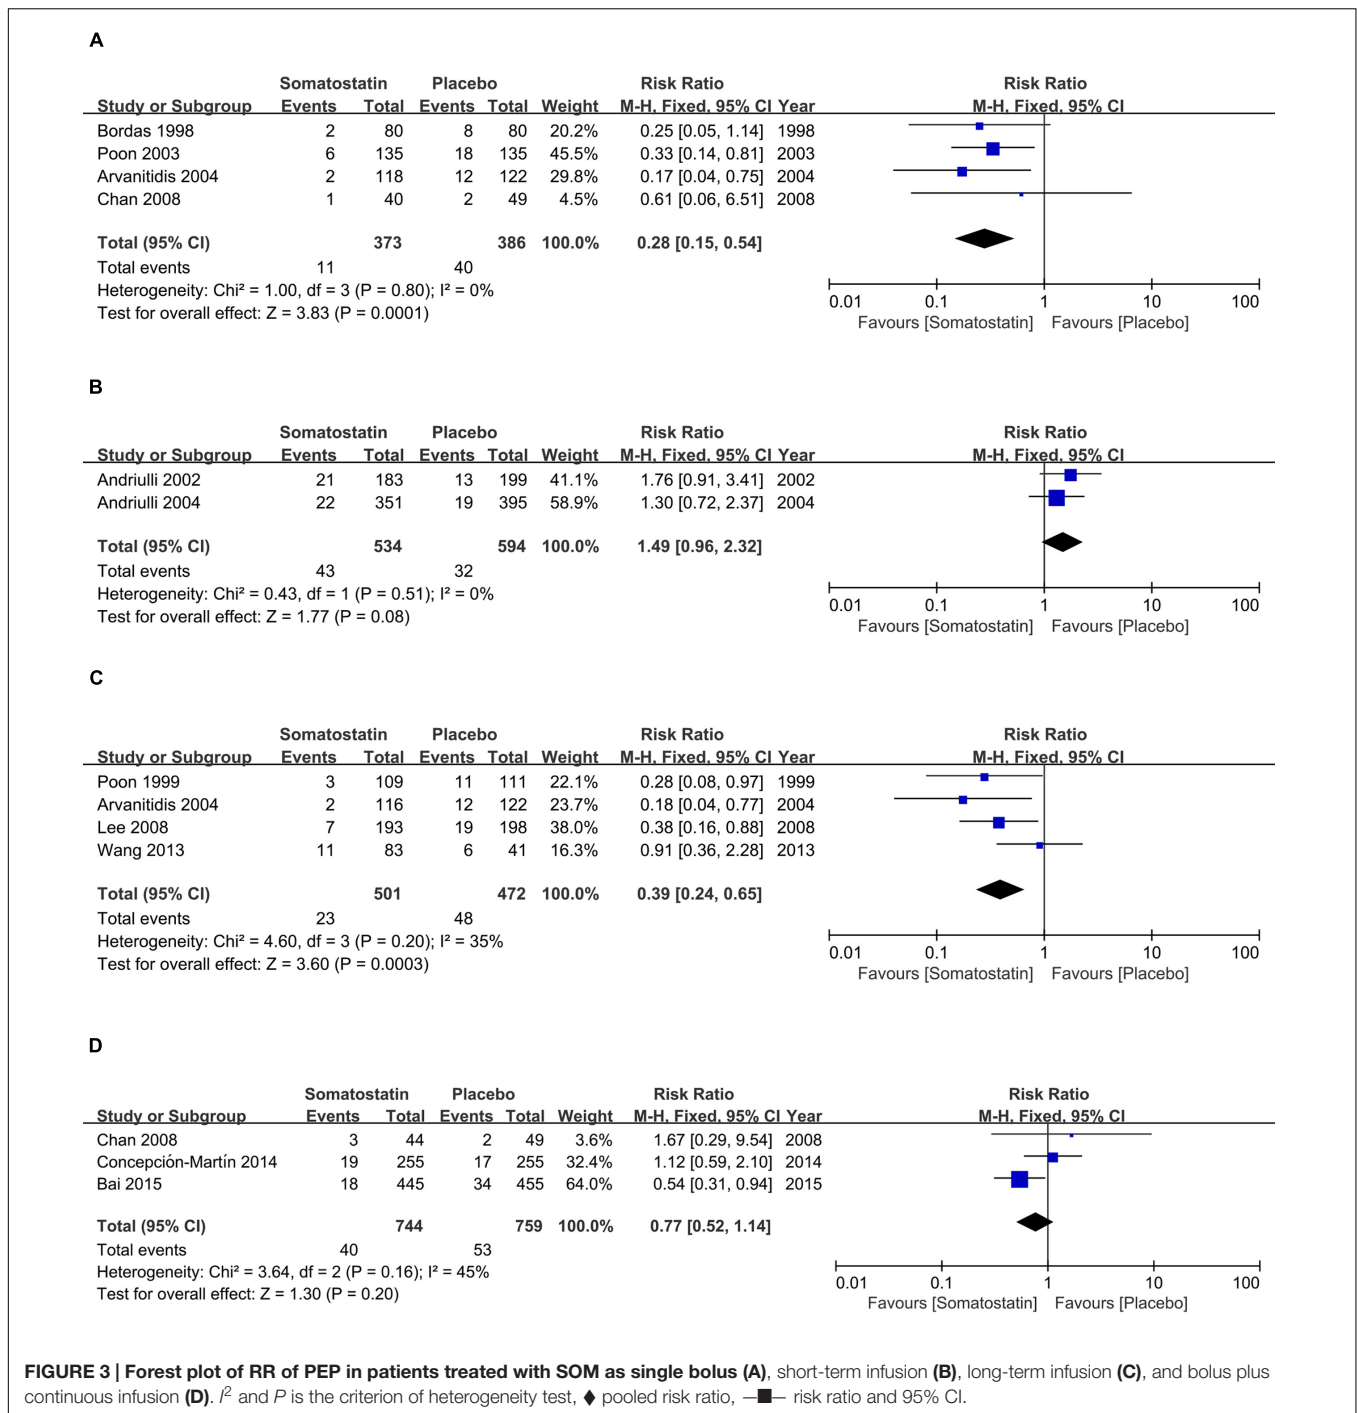 A
Somatostatin Placebo Risk Ratio Risk Ratio
Study or Subgroup Events Total Events Total Weight M-H, Fixed, 95% CI Year M-H, Fixed, 95% CI
Bordas 1998 2 80 8 80 20.2% 0.25 [0.05, 1.14] 1998
Poon 2003 6 135 18 135 45.5% 0.33 [0.14, 0.81] 2003
Arvanitidis 2004 2 118 12 122 29.8% 0.17 [0.04, 0.75] 2004
Chan 2008 1 40 2 49 4.5% 0.61 [0.06, 6.51] 2008
Total (95% CI) 373 386 100.0% 0.28 [0.15, 0.54]
Total events 11 40
Heterogeneity: Chi² = 1.00, df = 3 (P = 0.80); I² = 0%
Test for overall effect: Z = 3.83 (P = 0.0001)
0.01 0.1 1 10 100
Favours [Somatostatin] Favours [Placebo]
B
Somatostatin Placebo Risk Ratio Risk Ratio
Study or Subgroup Events Total Events Total Weight M-H, Fixed, 95% CI Year M-H, Fixed, 95% CI
Andriulli 2002 21 183 13 199 41.1% 1.76 [0.91, 3.41] 2002
Andriulli 2004 22 351 19 395 58.9% 1.30 [0.72, 2.37] 2004
Total (95% CI) 534 594 100.0% 1.49 [0.96, 2.32]
Total events 43 32
Heterogeneity: Chi² = 0.43, df = 1 (P = 0.51); I² = 0%
Test for overall effect: Z = 1.77 (P = 0.08)
0.01 0.1 1 10 100
Favours [Somatostatin] Favours [Placebo]
C
Somatostatin Placebo Risk Ratio Risk Ratio
Study or Subgroup Events Total Events Total Weight M-H, Fixed, 95% CI Year M-H, Fixed, 95% CI
Poon 1999 3 109 11 111 22.1% 0.28 [0.08, 0.97] 1999
Arvanitidis 2004 2 116 12 122 23.7% 0.18 [0.04, 0.77] 2004
Lee 2008 7 193 19 198 38.0% 0.38 [0.16, 0.88] 2008
Wang 2013 11 83 6 41 16.3% 0.91 [0.36, 2.28] 2013
Total (95% CI) 501 472 100.0% 0.39 [0.24, 0.65]
Total events 23 48
Heterogeneity: Chi² = 4.60, df = 3 (P = 0.20); I² = 35%
Test for overall effect: Z = 3.60 (P = 0.0003)
0.01 0.1 1 10 100
Favours [Somatostatin] Favours [Placebo]
D
Somatostatin Placebo Risk Ratio Risk Ratio
Study or Subgroup Events Total Events Total Weight M-H, Fixed, 95% CI Year M-H, Fixed, 95% CI
Chan 2008 3 44 2 49 3.6% 1.67 [0.29, 9.54] 2008
Concepción-Martín 2014 19 255 17 255 32.4% 1.12 [0.59, 2.10] 2014
Bai 2015 18 445 34 455 64.0% 0.54 [0.31, 0.94] 2015
Total (95% CI) 744 759 100.0% 0.77 [0.52, 1.14]
Total events 40 53
Heterogeneity: Chi² = 3.64, df = 2 (P = 0.16); I² = 45%
Test for overall effect: Z = 1.30 (P = 0.20)
0.01 0.1 1 10 100
Favours [Somatostatin] Favours [Placebo]
FIGURE 3 | Forest plot of RR of PEP in patients treated with SOM as single bolus (A), short-term infusion (B), long-term infusion (C), and bolus plus
continuous infusion (D). I² and P is the criterion of heterogeneity test, ♦ pooled risk ratio, —■— risk ratio and 95% CI.